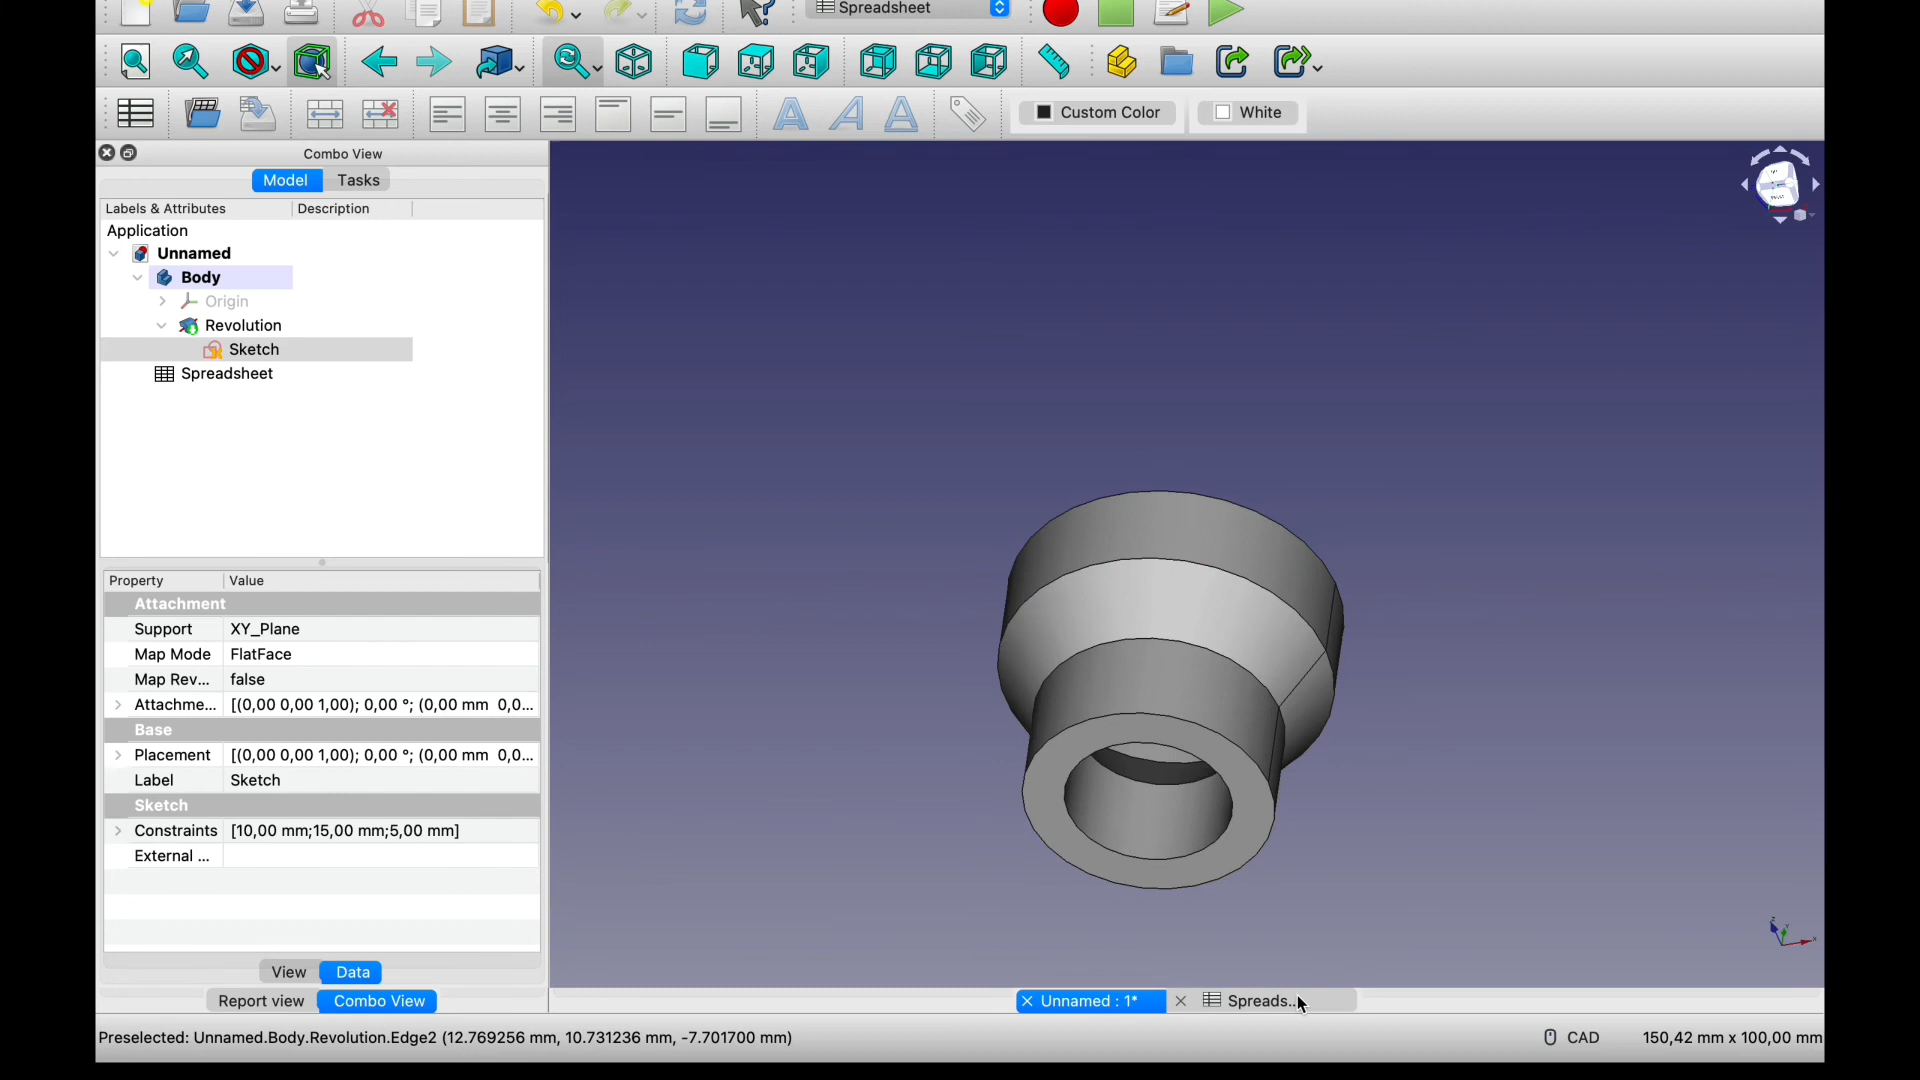 Spreadsheet
Custom Color
White
Combo View
Model
Tasks
Labels & Attributes
Description
Application
Unnamed
Body
Origin
Revolution
Sketch
Spreadsheet
Property
Value
Attachment
Support
XY_Plane
Map Mode
FlatFace
Map Rev...
false
Attachme...
[(0,00 0,00 1,00); 0,00 °; (0,00 mm  0,0...
Base
Placement
[(0,00 0,00 1,00); 0,00 °; (0,00 mm  0,0...
Label
Sketch
Sketch
Constraints
[10,00 mm;15,00 mm;5,00 mm]
External ...
View
Data
Report view
Combo View
Unnamed : 1*
Spreads...
Preselected: Unnamed.Body.Revolution.Edge2 (12.769256 mm, 10.731236 mm, -7.701700 mm)
CAD
150,42 mm x 100,00 mm